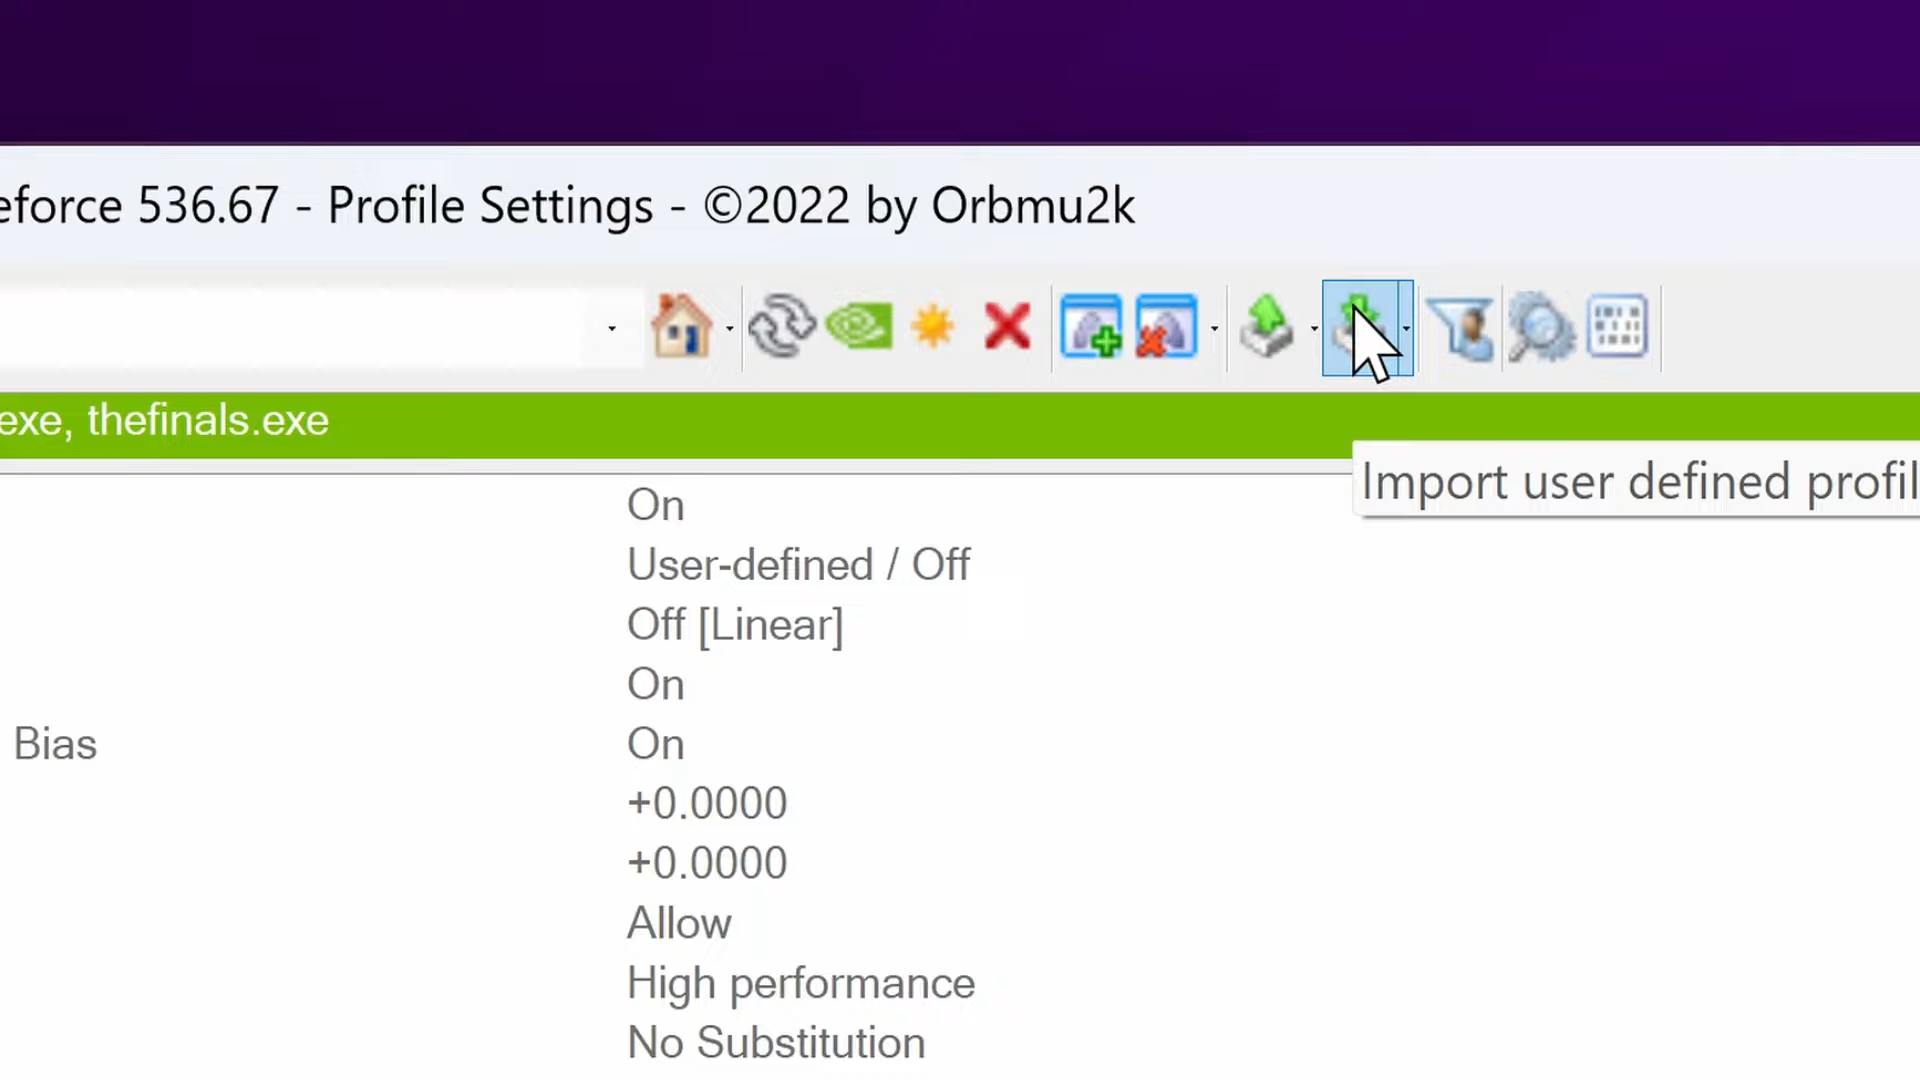 eforce 536.67 - Profile Settings - ©2022 by Orbmu2k
exe, thefinals.exe
Import user defined profil
On
User-defined / Off
Off [Linear]
On
Bias On
+0.0000
+0.0000
Allow
High performance
No Substitution